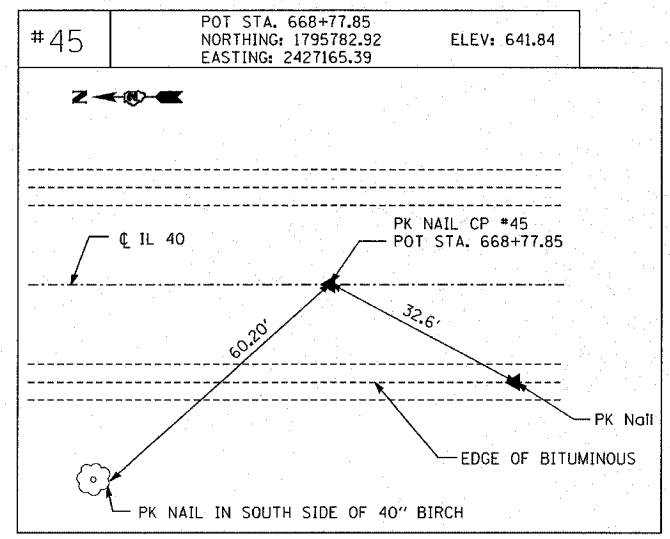 #45
POT STA. 668+77.85
NORTHING: 1795782.92
EASTING: 2427165.39
ELEV: 641.84
N
℄ IL 40
PK NAIL CP #45
POT STA. 668+77.85
60.20'
32.6'
PK Nail
EDGE OF BITUMINOUS
PK NAIL IN SOUTH SIDE OF 40" BIRCH